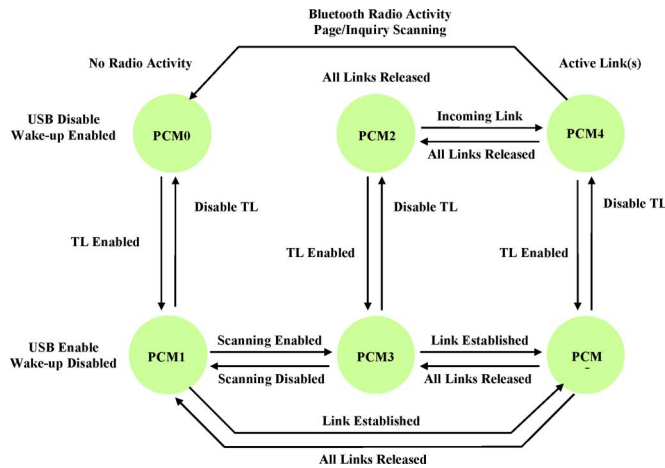 Bluetooth Radio Activity
Page/Inquiry Scanning
No Radio Activity
All Links Released
Active Link(s)
USB Disable
Wake-up Enabled
PCM0
PCM2
Incoming Link
All Links Released
PCM4
Disable TL
Disable TL
Disable TL
TL Enabled
TL Enabled
TL Enabled
USB Enable
Wake-up Disabled
PCM1
Scanning Enabled
Scanning Disabled
PCM3
Link Established
All Links Released
PCM
-
Link Established
All Links Released